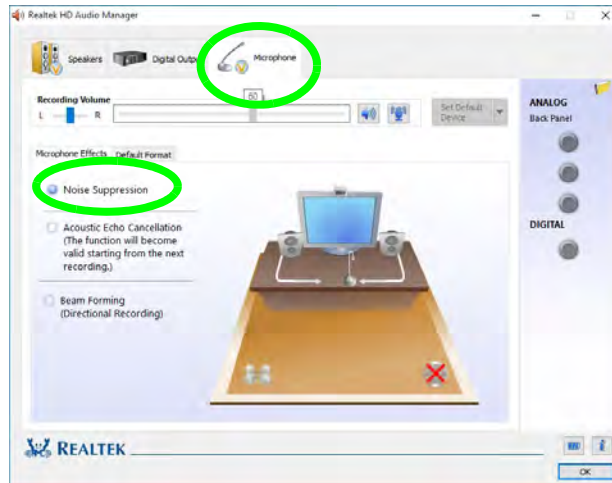 Realtek HD Audio Manager
Speakers
Digital Outp
Microphone
Recording Volume
L
R
60
Set Default
Device
Microphone Effects
Default Format
Noise Suppression
Acoustic Echo Cancellation
(The function will become
valid starting from the next
recording.)
Beam Forming
(Directional Recording)
ANALOG
Back Panel
DIGITAL
REALTEK
i
OK